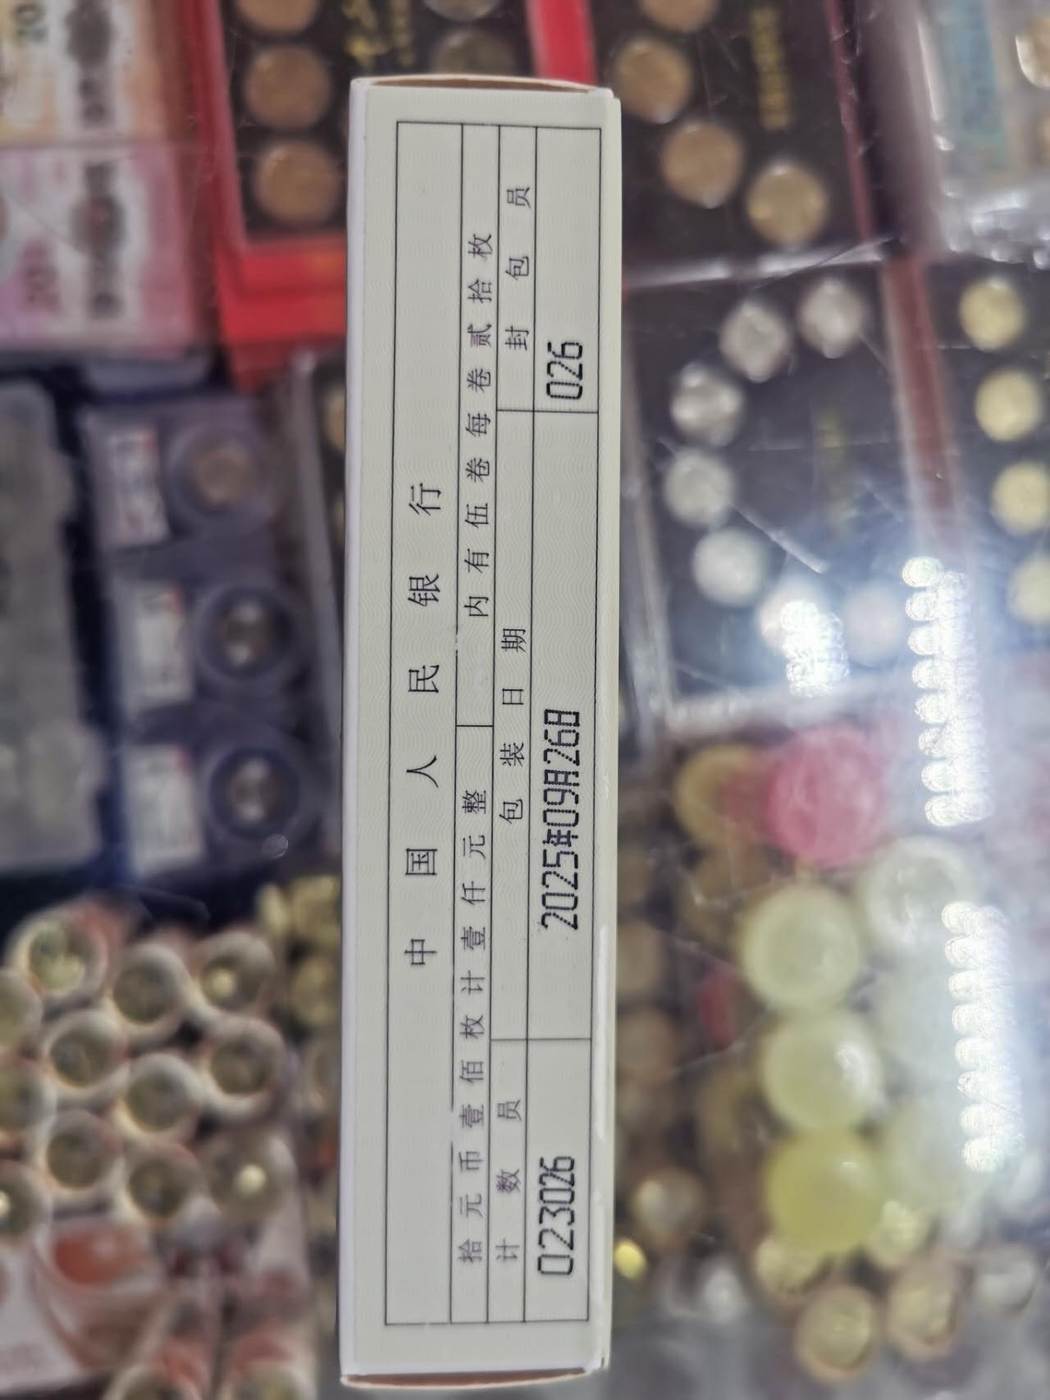 中国人民银行
拾元币壹佰枚计壹仟元整 内有伍卷每卷贰拾枚
计数员 包装日期 封包员
023026 2025年09月26日 026